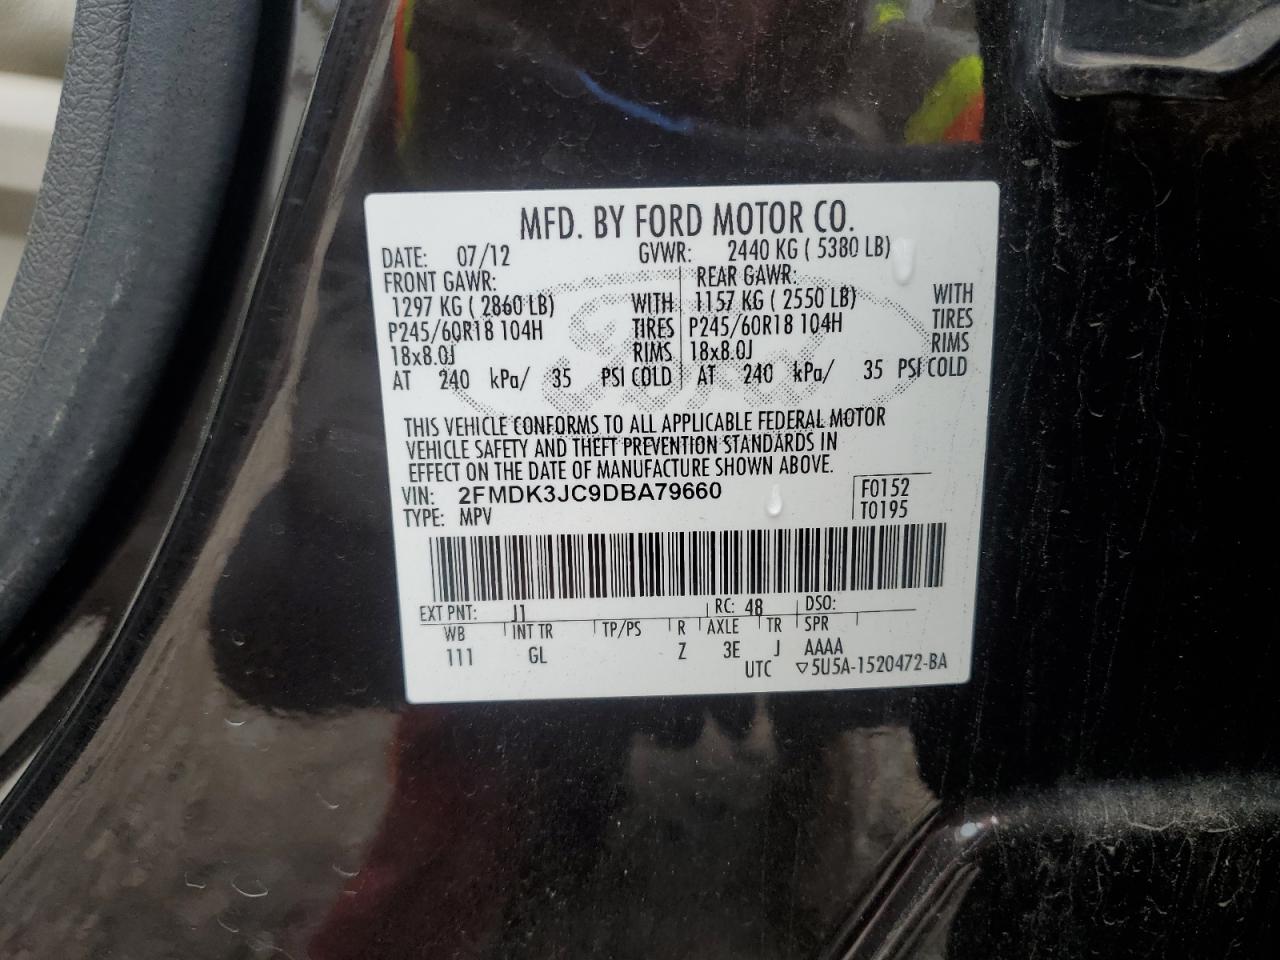 MFD. BY FORD MOTOR CO.
DATE: 07/12 GVWR: 2440 KG ( 5380 LB)
FRONT GAWR: REAR GAWR:
1297 KG ( 2860 LB) WITH 1157 KG ( 2550 LB) WITH
P245/60R18 104H TIRES P245/60R18 104H TIRES
18x8.0J RIMS 18x8.0J RIMS
AT 240 kPa/ 35 PSI COLD AT 240 kPa/ 35 PSI COLD
THIS VEHICLE CONFORMS TO ALL APPLICABLE FEDERAL MOTOR
VEHICLE SAFETY AND THEFT PREVENTION STANDARDS IN
EFFECT ON THE DATE OF MANUFACTURE SHOWN ABOVE.
VIN: 2FMDK3JC9DBA79660 F0152
TYPE: MPV T0195
EXT PNT: J1 RC: 48 DSO:
WB INT TR TP/PS R AXLE TR SPR
111 GL Z 3E J AAAA
UTC ▽5U5A-1520472-BA